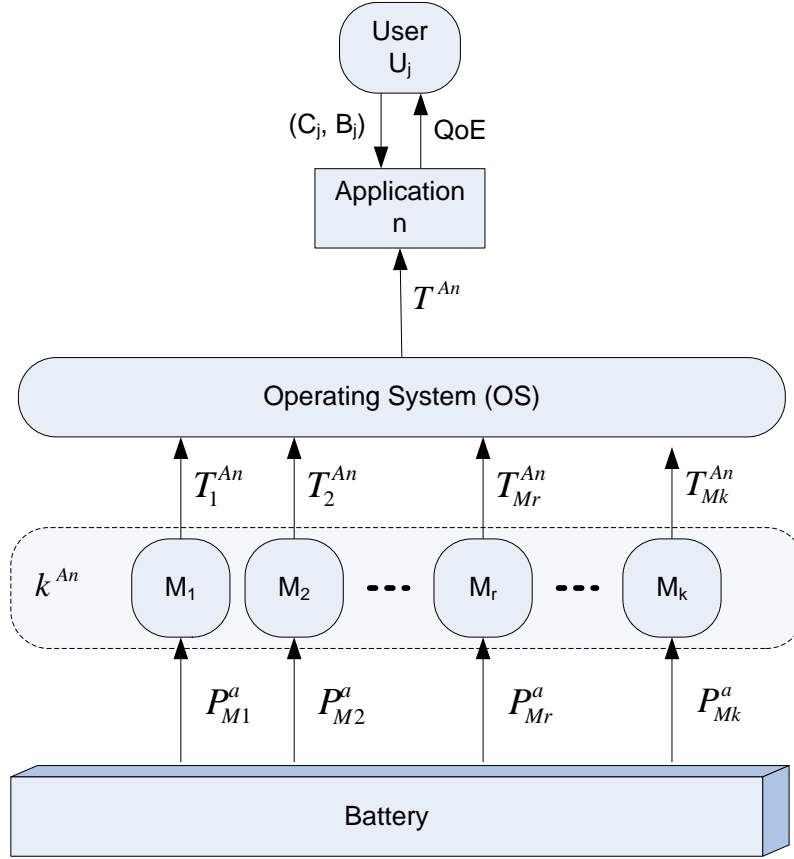 User
U_j
(C_j, B_j)
QoE
Application
n
T^{An}
Operating System (OS)
T_1^{An}
T_2^{An}
T_{Mr}^{An}
T_{Mk}^{An}
k^{An}
M_1
M_2
M_r
M_k
P_{M1}^a
P_{M2}^a
P_{Mr}^a
P_{Mk}^a
Battery